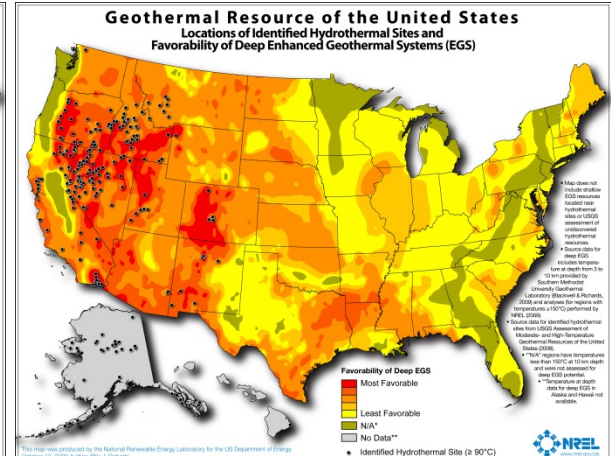 Geothermal Resource of the United States
Locations of Identified Hydrothermal Sites and
Favorability of Deep Enhanced Geothermal Systems (EGS)
• Map does not
include shallow
EGS resources
located near
hydrothermal
sites or USGS
assessment of
undiscovered
hydrothermal
resources.
• Source data for
deep EGS
includes tempera-
ture at depth from 3 to
10 km provided by
Southern Methodist
University Geothermal
Laboratory (Blackwell & Richards,
2009) and analyses (for regions with
temperatures ≥150°C) performed by
NREL (2009).
• Source data for identified hydrothermal
sites from USGS Assessment of
Moderate- and High-Temperature
Geothermal Resources of the United
States (2008).
• "N/A" regions have temperatures
less than 150°C at 10 km depth
and were not assessed for
deep EGS potential.
• **Temperature at depth
data for deep EGS in
Alaska and Hawaii not
available.
Favorability of Deep EGS
Most Favorable
Least Favorable
N/A*
No Data**
Identified Hydrothermal Site (≥ 90°C)
This map was produced by the National Renewable Energy Laboratory for the US Department of Energy.
NREL